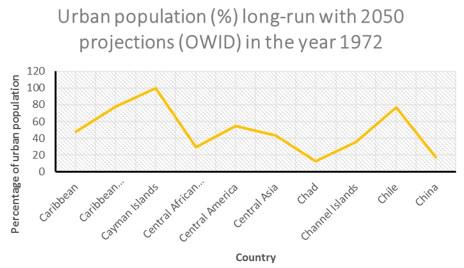 Urban population (%) long-run with 2050
projections (OWID) in the year 1972
Percentage of urban population
120
100
80
60
40
20
0
Caribbean
Caribbean...
Cayman Islands
Central African...
Central America
Central Asia
Chad
Channel Islands
Chile
China
Country